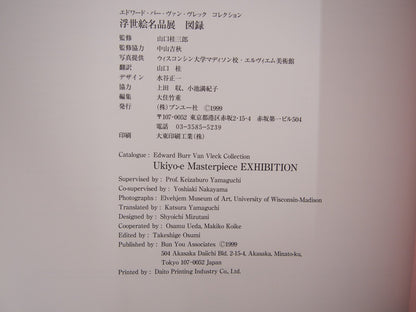 エドワード・バー・ヴァン・ヴレック コレクション
浮世絵名品展 図録
監修 山口桂三郎
監修協力 中山吉秋
写真提供 ウィスコンシン大学マディソン校・エルヴィエム美術館
翻訳 山口 桂
デザイン 水谷正一
協力 上田 収、小池満紀子
編集 大住竹重
発行 (株)ブンユー社 ©1999
〒107-0052 東京都港区赤坂2-15-4 赤坂第一ビル504
電話 03-3585-5239
印刷 大東印刷工業(株)
Catalogue : Edward Burr Van Vleck Collection
Ukiyo-e Masterpiece EXHIBITION
Supervised by : Prof. Keizaburo Yamaguchi
Co-supervised by : Yoshiaki Nakayama
Photographs : Elvehjem Museum of Art, University of Wisconsin-Madison
Translated by : Katsura Yamaguchi
Designed by : Shyoichi Mizutani
Cooperated by : Osamu Ueda, Makiko Koike
Edited by : Takeshige Osumi
Published by : Bun You Associates ©1999
504 Akasaka Daiichi Bld. 2-15-4, Akasaka, Minato-ku,
Tokyo 107-0052 Japan
Printed by : Daito Printing Industry Co., Ltd.